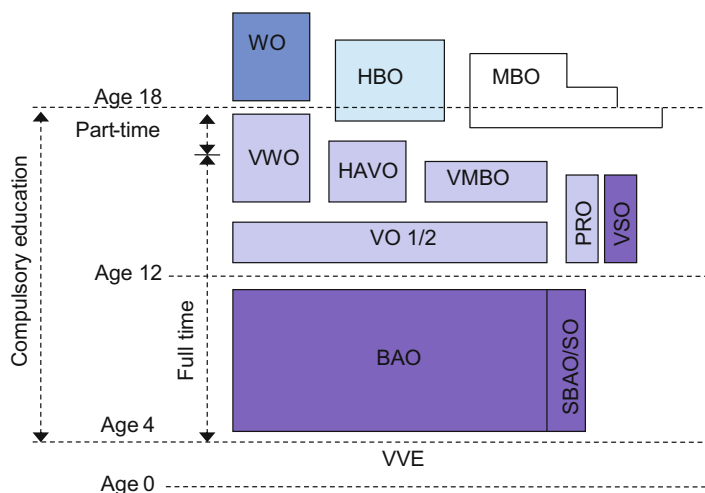 WO
HBO
MBO
Age 18
Part-time
VWO
HAVO
VMBO
PRO
VSO
VO 1/2
Age 12
Compulsory education
Full time
BAO
SBAO/SO
Age 4
VVE
Age 0